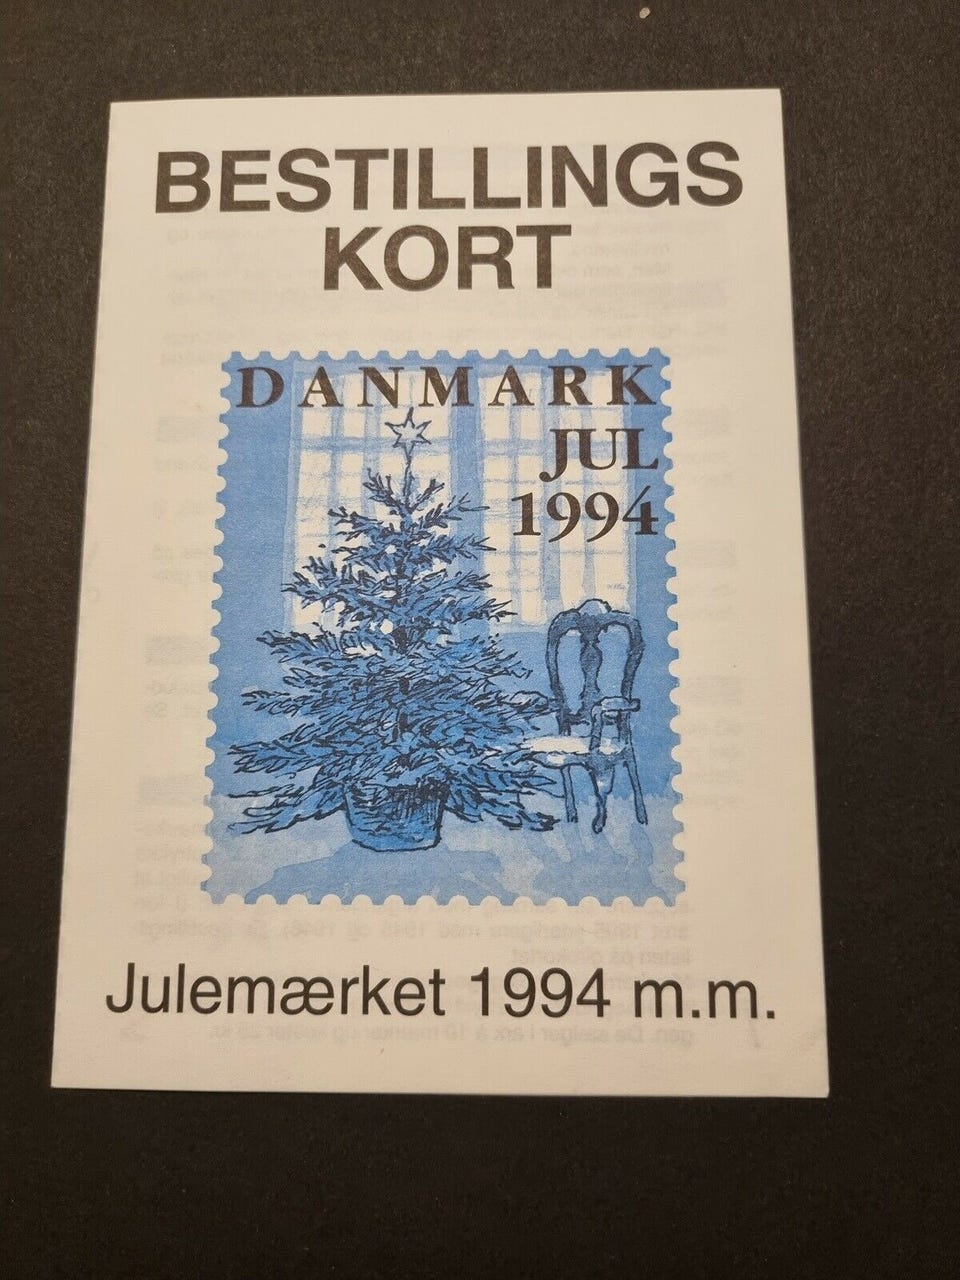 BESTILLINGS
KORT
DANMARK
JUL
1994
Julemærket 1994 m.m.